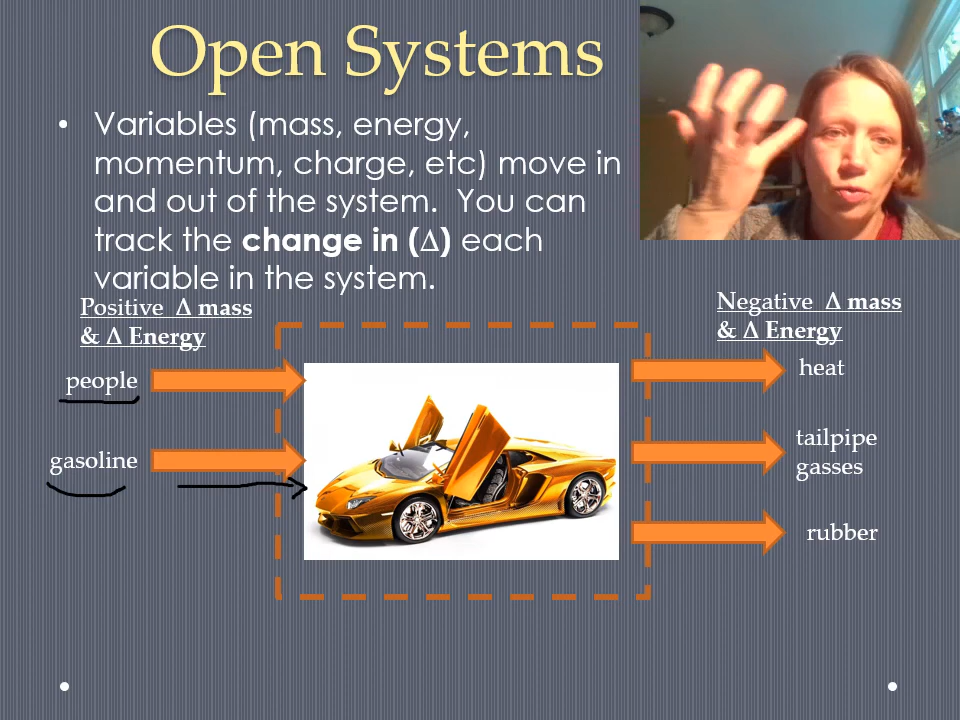 Open Systems
• Variables (mass, energy,
momentum, charge, etc) move in
and out of the system.  You can
track the change in (Δ) each
variable in the system.
Positive  Δ mass
& Δ Energy
people
gasoline
Negative  Δ mass
& Δ Energy
heat
tailpipe
gasses
rubber